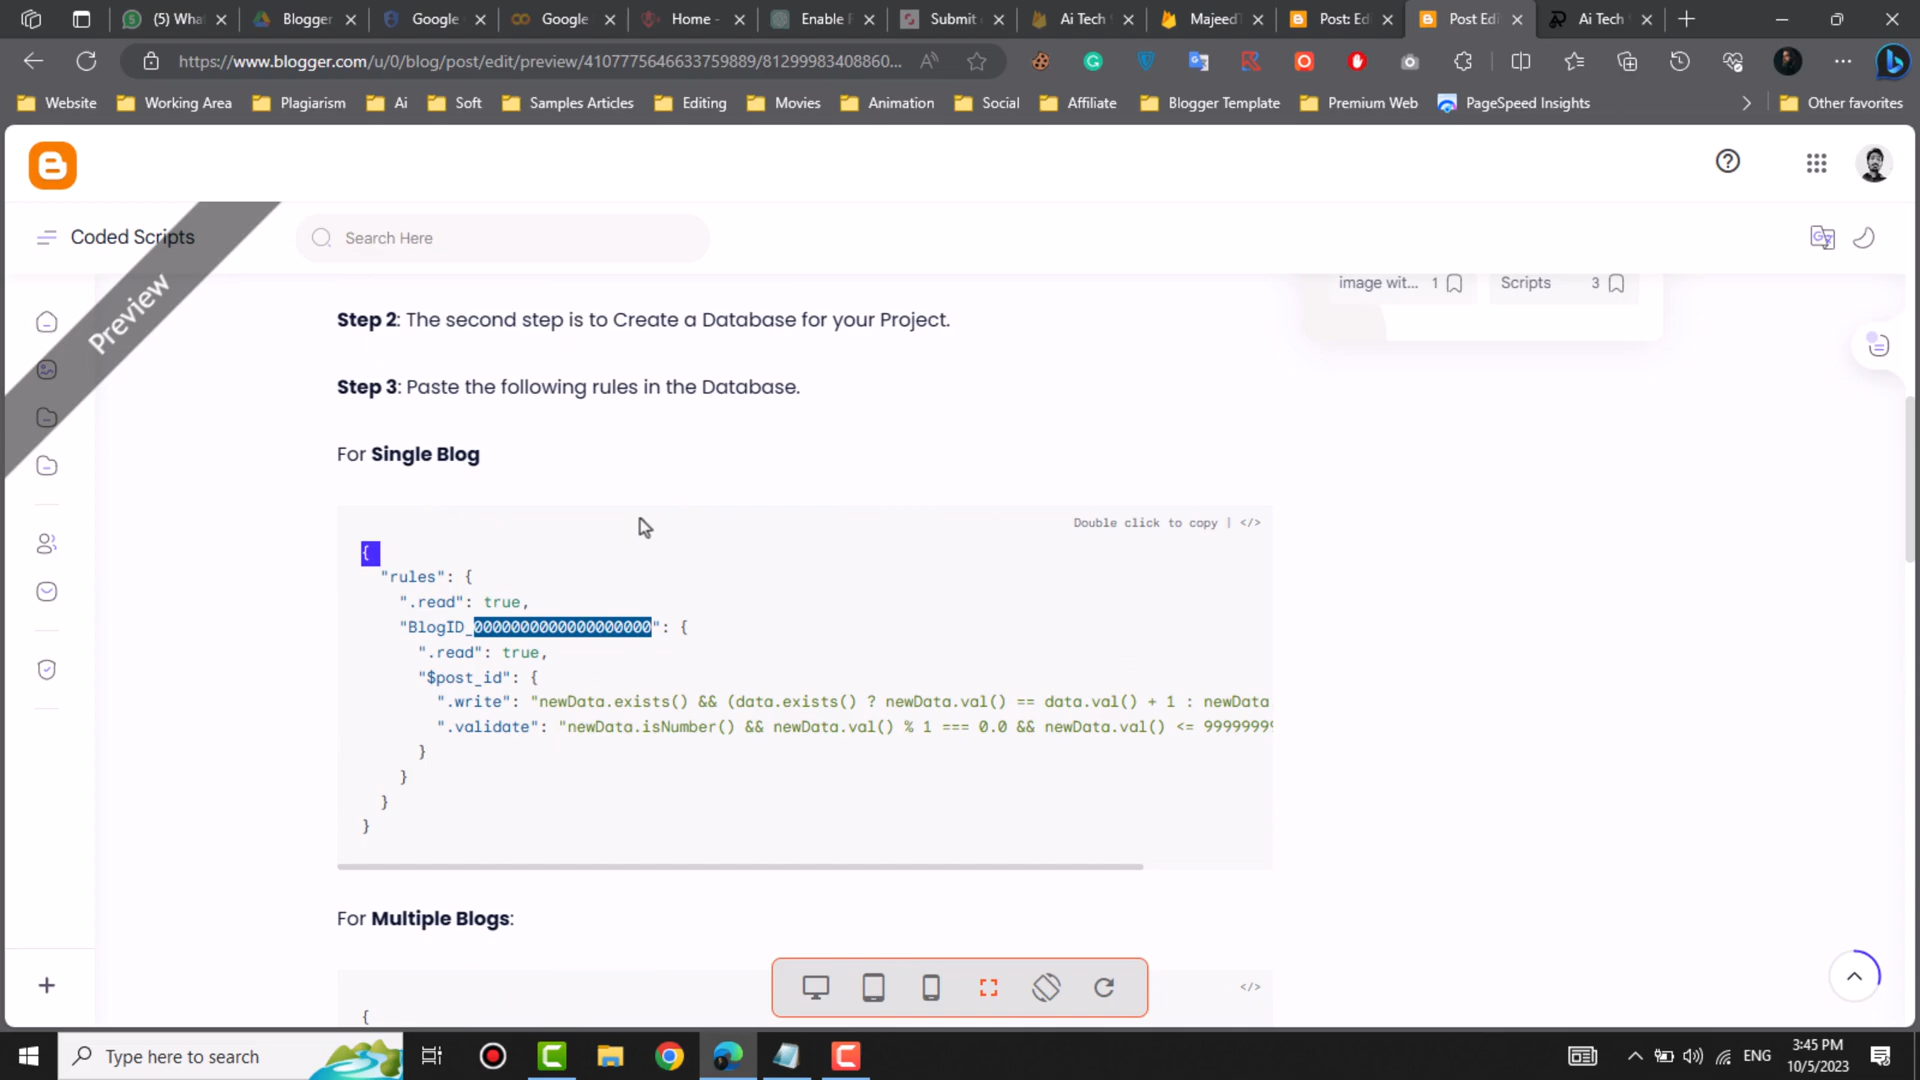 (5) Wha
Blogger
Google
Google
Home -
Enable F
Submit
Ai Tech
Majeed
Post: Ed
Post Edi
Ai Tech
https://www.blogger.com/u/0/blog/post/edit/preview/4107775646633759889/81299983408860...
Website
Working Area
Plagiarism
Ai
Soft
Samples Articles
Editing
Movies
Animation
Social
Affiliate
Blogger Template
Premium Web
PageSpeed Insights
Other favorites
Preview
Coded Scripts
Search Here
image wit... 1
Scripts 3
Step 2: The second step is to Create a Database for your Project.
Step 3: Paste the following rules in the Database.
For Single Blog
Double click to copy | </>
{
"rules": {
".read": true,
"BlogID_0000000000000000000": {
".read": true,
"$post_id": {
".write": "newData.exists() && (data.exists() ? newData.val() == data.val() + 1 : newData
".validate": "newData.isNumber() && newData.val() % 1 === 0.0 && newData.val() <= 99999999
}
}
}
}
For Multiple Blogs:
</>
{
Type here to search
ENG
3:45 PM
10/5/2023